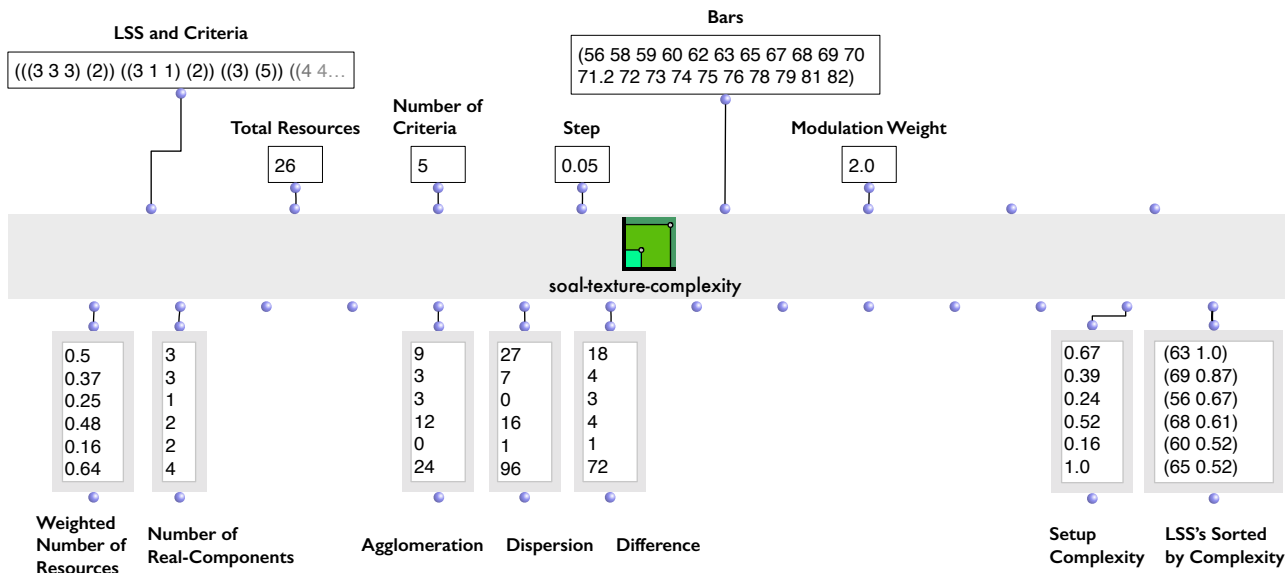 LSS and Criteria
(((3 3 3) (2)) ((3 1 1) (2)) ((3) (5)) ((4 4…
Total Resources
26
Number of
Criteria
5
Step
0.05
Bars
(56 58 59 60 62 63 65 67 68 69 70
71.2 72 73 74 75 76 78 79 81 82)
Modulation Weight
2.0
soal-texture-complexity
0.5
0.37
0.25
0.48
0.16
0.64
Weighted
Number of
Resources
3
3
1
2
2
4
Number of
Real-Components
9
3
3
12
0
24
Agglomeration
27
7
0
16
1
96
Dispersion
18
4
3
4
1
72
Difference
0.67
0.39
0.24
0.52
0.16
1.0
Setup
Complexity
(63 1.0)
(69 0.87)
(56 0.67)
(68 0.61)
(60 0.52)
(65 0.52)
LSS's Sorted
by Complexity